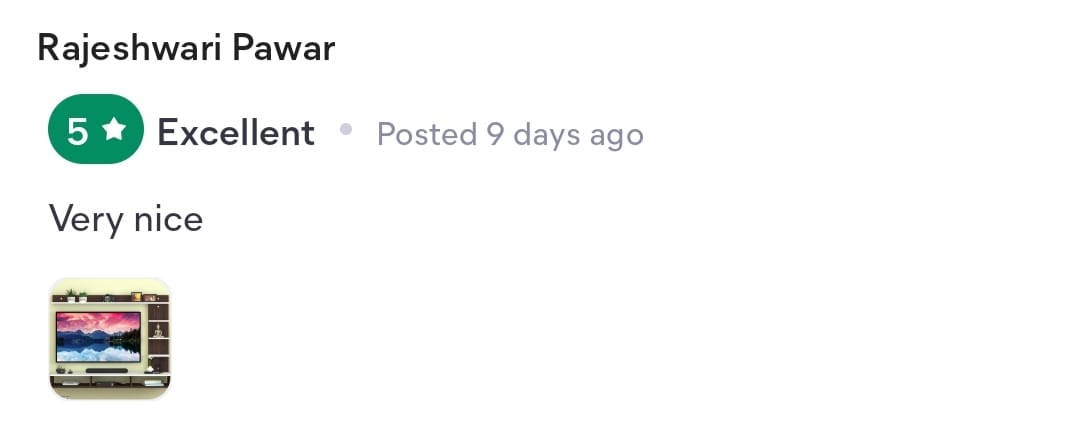 Rajeshwari Pawar
5 ★ Excellent • Posted 9 days ago
Very nice